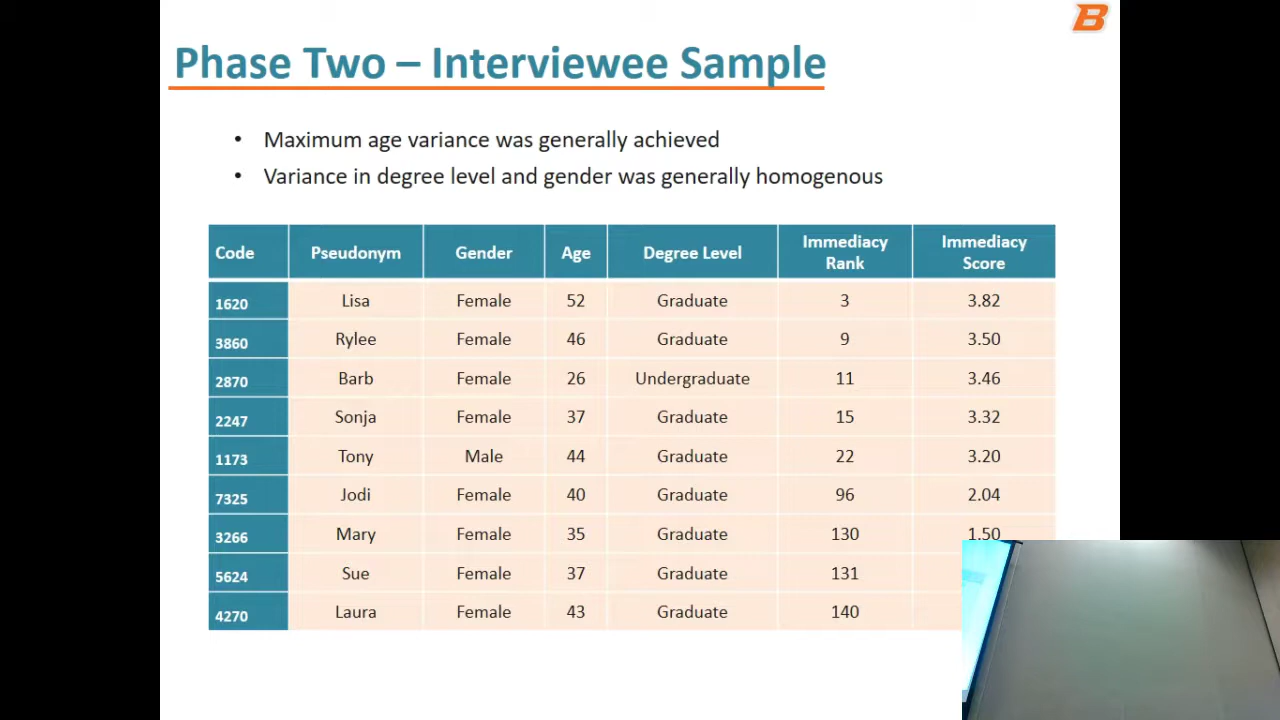 B
Phase Two – Interviewee Sample
• Maximum age variance was generally achieved
• Variance in degree level and gender was generally homogenous
Code Pseudonym Gender Age Degree Level Immediacy Rank Immediacy Score
1620 Lisa Female 52 Graduate 3 3.82
3860 Rylee Female 46 Graduate 9 3.50
2870 Barb Female 26 Undergraduate 11 3.46
2247 Sonja Female 37 Graduate 15 3.32
1173 Tony Male 44 Graduate 22 3.20
7325 Jodi Female 40 Graduate 96 2.04
3266 Mary Female 35 Graduate 130 1.50
5624 Sue Female 37 Graduate 131
4270 Laura Female 43 Graduate 140